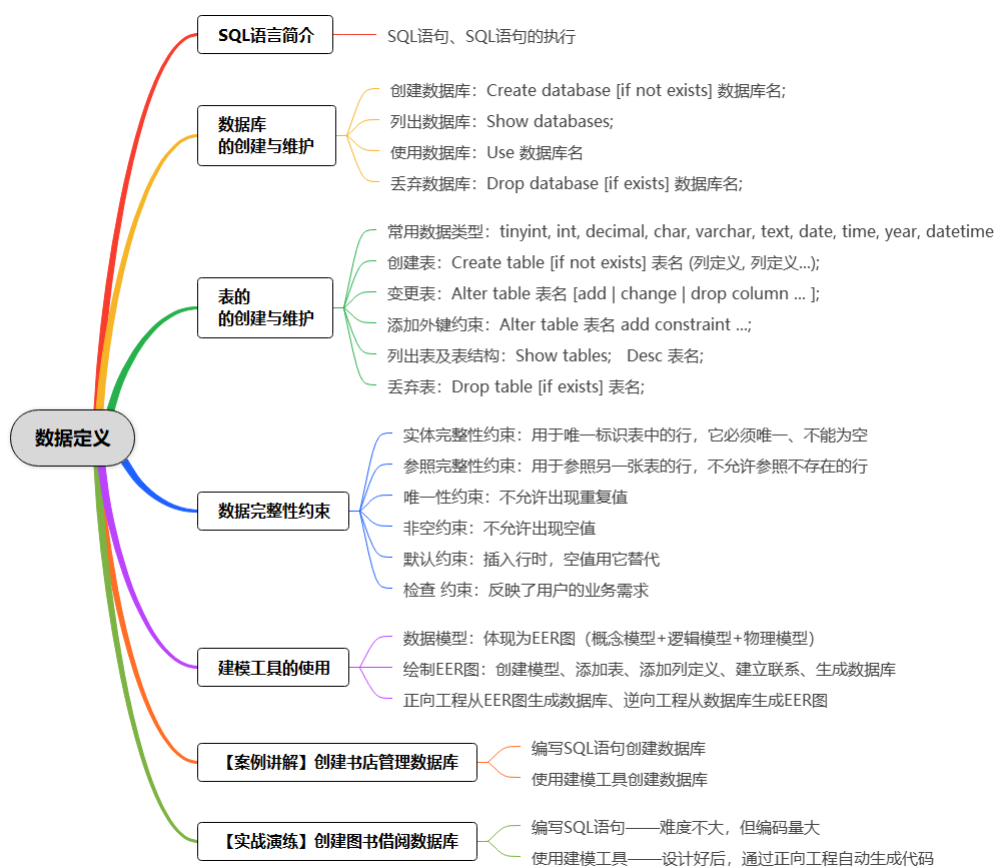 数据定义
SQL语言简介
SQL语句、SQL语句的执行
数据库
的创建与维护
创建数据库：Create database [if not exists] 数据库名;
列出数据库：Show databases;
使用数据库：Use 数据库名
丢弃数据库：Drop database [if exists] 数据库名;
表的
的创建与维护
常用数据类型：tinyint, int, decimal, char, varchar, text, date, time, year, datetime
创建表：Create table [if not exists] 表名 (列定义, 列定义...);
变更表：Alter table 表名 [add | change | drop column ... ];
添加外键约束：Alter table 表名 add constraint ...;
列出表及表结构：Show tables;   Desc 表名;
丢弃表：Drop table [if exists] 表名;
数据完整性约束
实体完整性约束：用于唯一标识表中的行，它必须唯一、不能为空
参照完整性约束：用于参照另一张表的行，不允许参照不存在的行
唯一性约束：不允许出现重复值
非空约束：不允许出现空值
默认约束：插入行时，空值用它替代
检查 约束：反映了用户的业务需求
建模工具的使用
数据模型：体现为EER图（概念模型+逻辑模型+物理模型）
绘制EER图：创建模型、添加表、添加列定义、建立联系、生成数据库
正向工程从EER图生成数据库、逆向工程从数据库生成EER图
【案例讲解】创建书店管理数据库
编写SQL语句创建数据库
使用建模工具创建数据库
【实战演练】创建图书借阅数据库
编写SQL语句——难度不大，但编码量大
使用建模工具——设计好后，通过正向工程自动生成代码